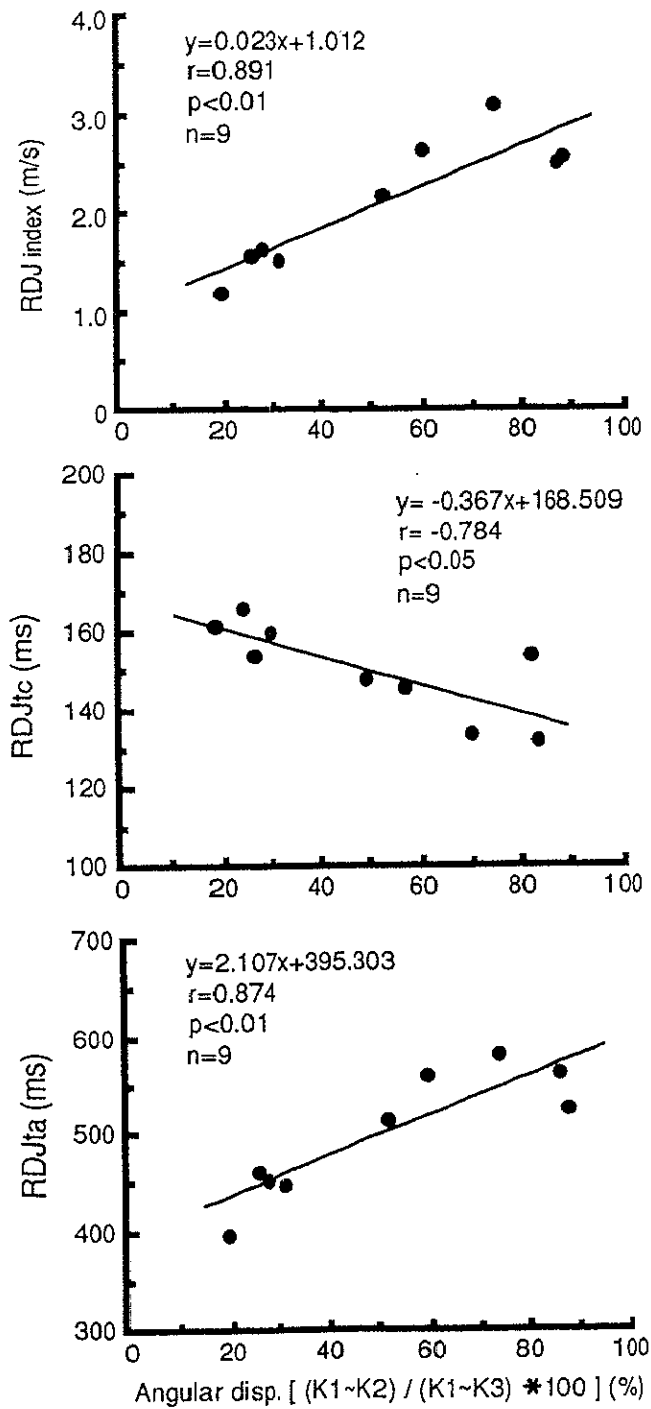 4.0
y=0.023x+1.012
r=0.891
p<0.01
n=9
3.0
2.0
1.0
0
RDJ index (m/s)
0 20 40 60 80 100
200
y= -0.367x+168.509
r= -0.784
p<0.05
n=9
180
160
140
120
100
RDJtc (ms)
0 20 40 60 80 100
700
y=2.107x+395.303
r=0.874
p<0.01
n=9
600
500
400
300
RDJta (ms)
0 20 40 60 80 100
Angular disp. [ (K1~K2) / (K1~K3) *100 ] (%)